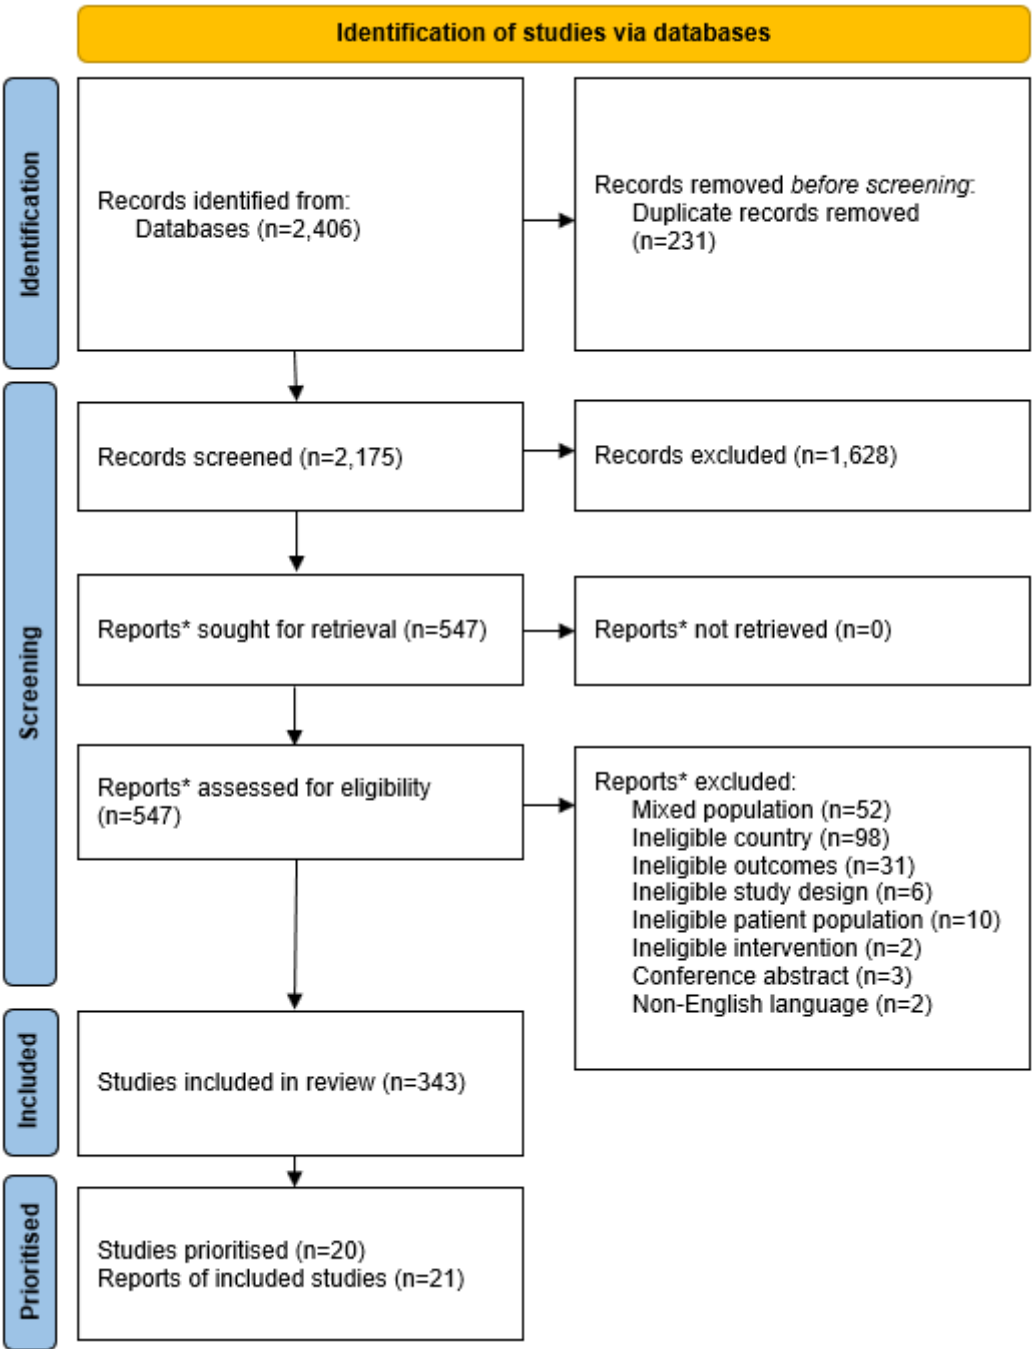 Identification of studies via databases
Identification
Records identified from:
Databases (n=2,406)
Records removed before screening:
Duplicate records removed
(n=231)
Screening
Records screened (n=2,175)
Records excluded (n=1,628)
Reports* sought for retrieval (n=547)
Reports* not retrieved (n=0)
Reports* assessed for eligibility
(n=547)
Reports* excluded:
Mixed population (n=52)
Ineligible country (n=98)
Ineligible outcomes (n=31)
Ineligible study design (n=6)
Ineligible patient population (n=10)
Ineligible intervention (n=2)
Conference abstract (n=3)
Non-English language (n=2)
Included
Studies included in review (n=343)
Prioritised
Studies prioritised (n=20)
Reports of included studies (n=21)